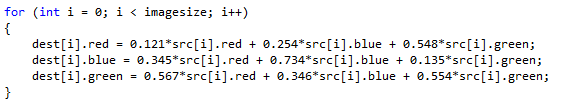 for (int i = 0; i < imagesize; i++)
{
    dest[i].red = 0.121*src[i].red + 0.254*src[i].blue + 0.548*src[i].green;
    dest[i].blue = 0.345*src[i].red + 0.734*src[i].blue + 0.135*src[i].green;
    dest[i].green = 0.567*src[i].red + 0.346*src[i].blue + 0.554*src[i].green;
}